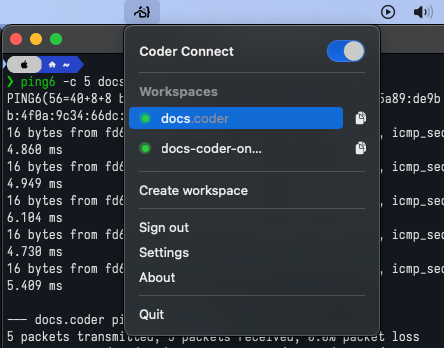 Coder Connect
Workspaces
docs.coder
docs-coder-on...
Create workspace
Sign out
Settings
About
Quit
~
❯ ping6 -c 5 docs
PING6(56=40+8+8 b 5a89:de9b
b:4f0a:9c34:66dc:
16 bytes from fd6 , icmp_sec
4.860 ms
16 bytes from fd6 , icmp_sec
4.949 ms
16 bytes from fd6 , icmp_sec
6.104 ms
16 bytes from fd6 , icmp_sec
4.730 ms
16 bytes from fd6 , icmp_sec
5.409 ms
--- docs.coder pi
5 packets transmitted, 5 packets received, 0.0% packet loss